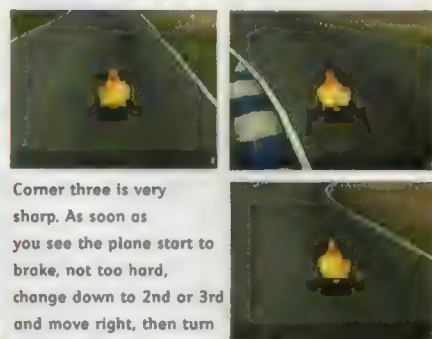 Corner three is very
sharp. As soon as
you see the plane start to
brake, not too hard,
change down to 2nd or 3rd
and move right, then turn